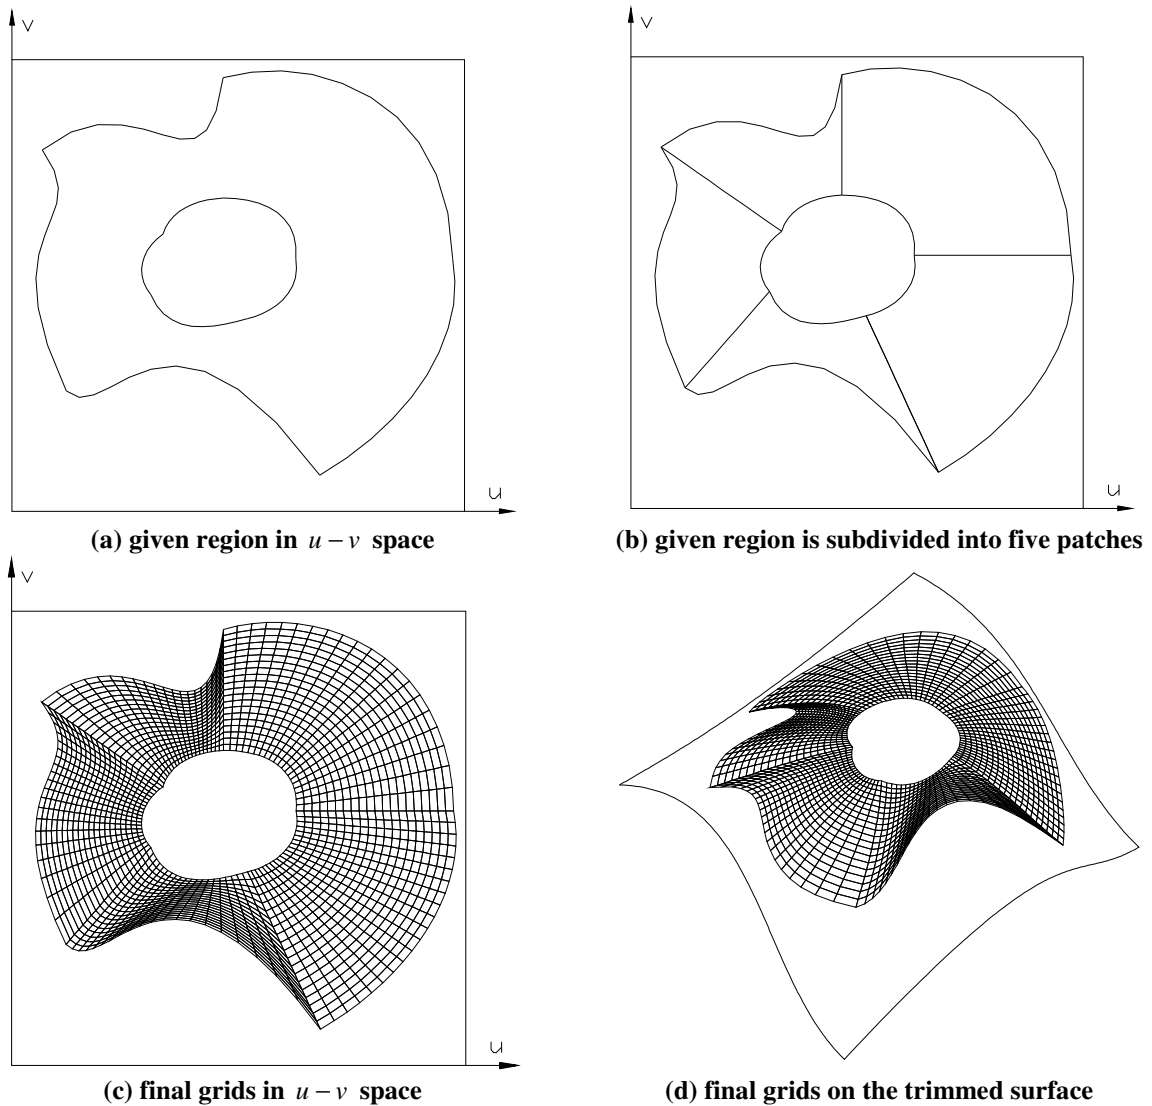 v
v
u
u
(a) given region in u − v space
(b) given region is subdivided into five patches
v
u
(c) final grids in u − v space
(d) final grids on the trimmed surface